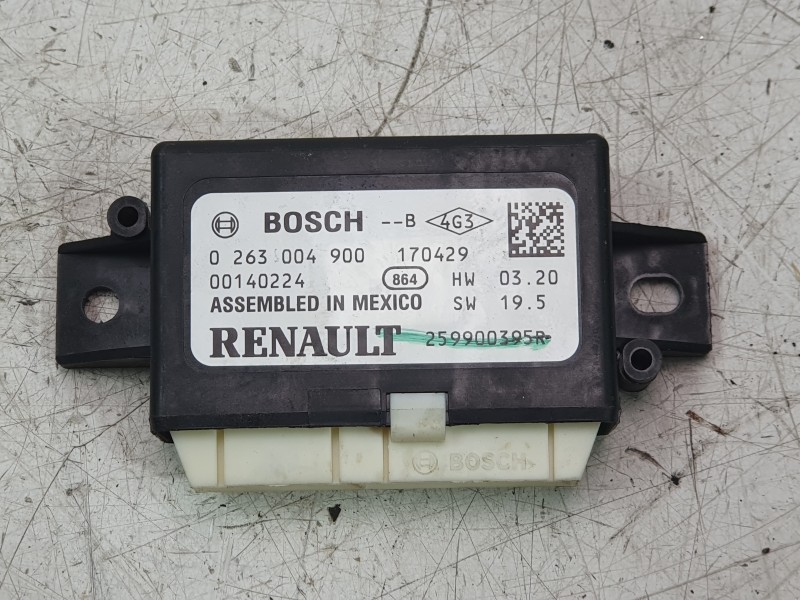 BOSCH --B 4G3
0 263 004 900 170429
00140224 864 HW 03.20
ASSEMBLED IN MEXICO SW 19.5
RENAULT 259900395R
BOSCH